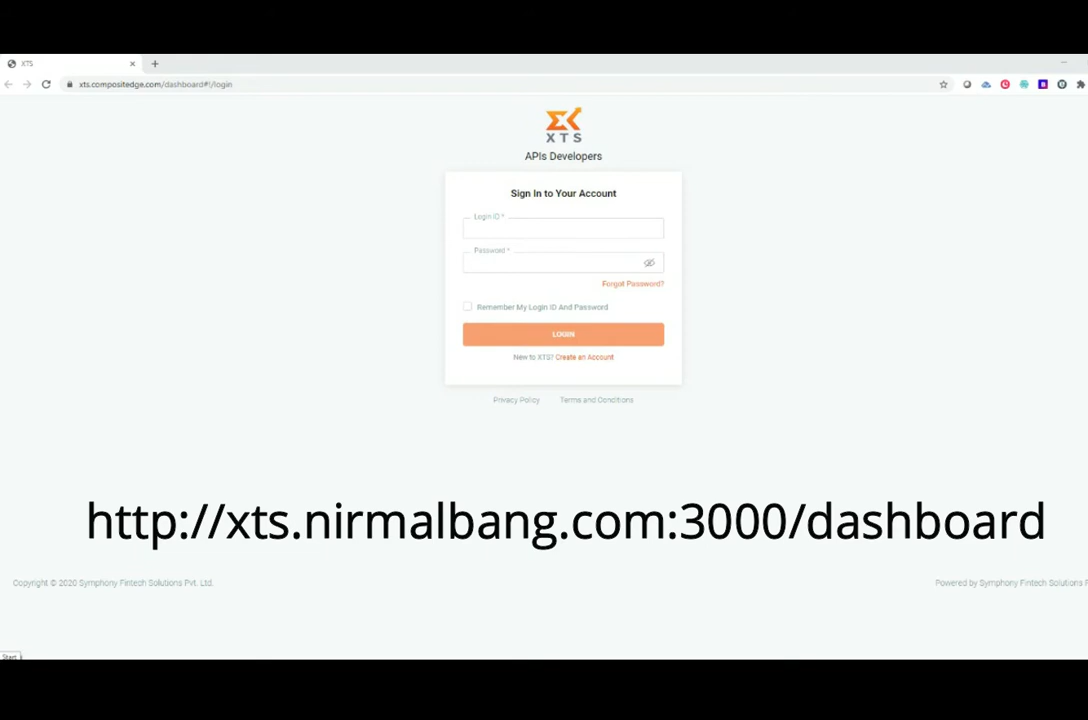 XTS
xts.compositedge.com/dashboard#!/login
XTS
APIs Developers
Sign In to Your Account
Login ID *
Password *
Forgot Password?
Remember My Login ID And Password
LOGIN
New to XTS? Create an Account
Privacy Policy Terms and Conditions
http://xts.nirmalbang.com:3000/dashboard
Copyright © 2020 Symphony Fintech Solutions Pvt. Ltd. Powered by Symphony Fintech Solutions P
Start